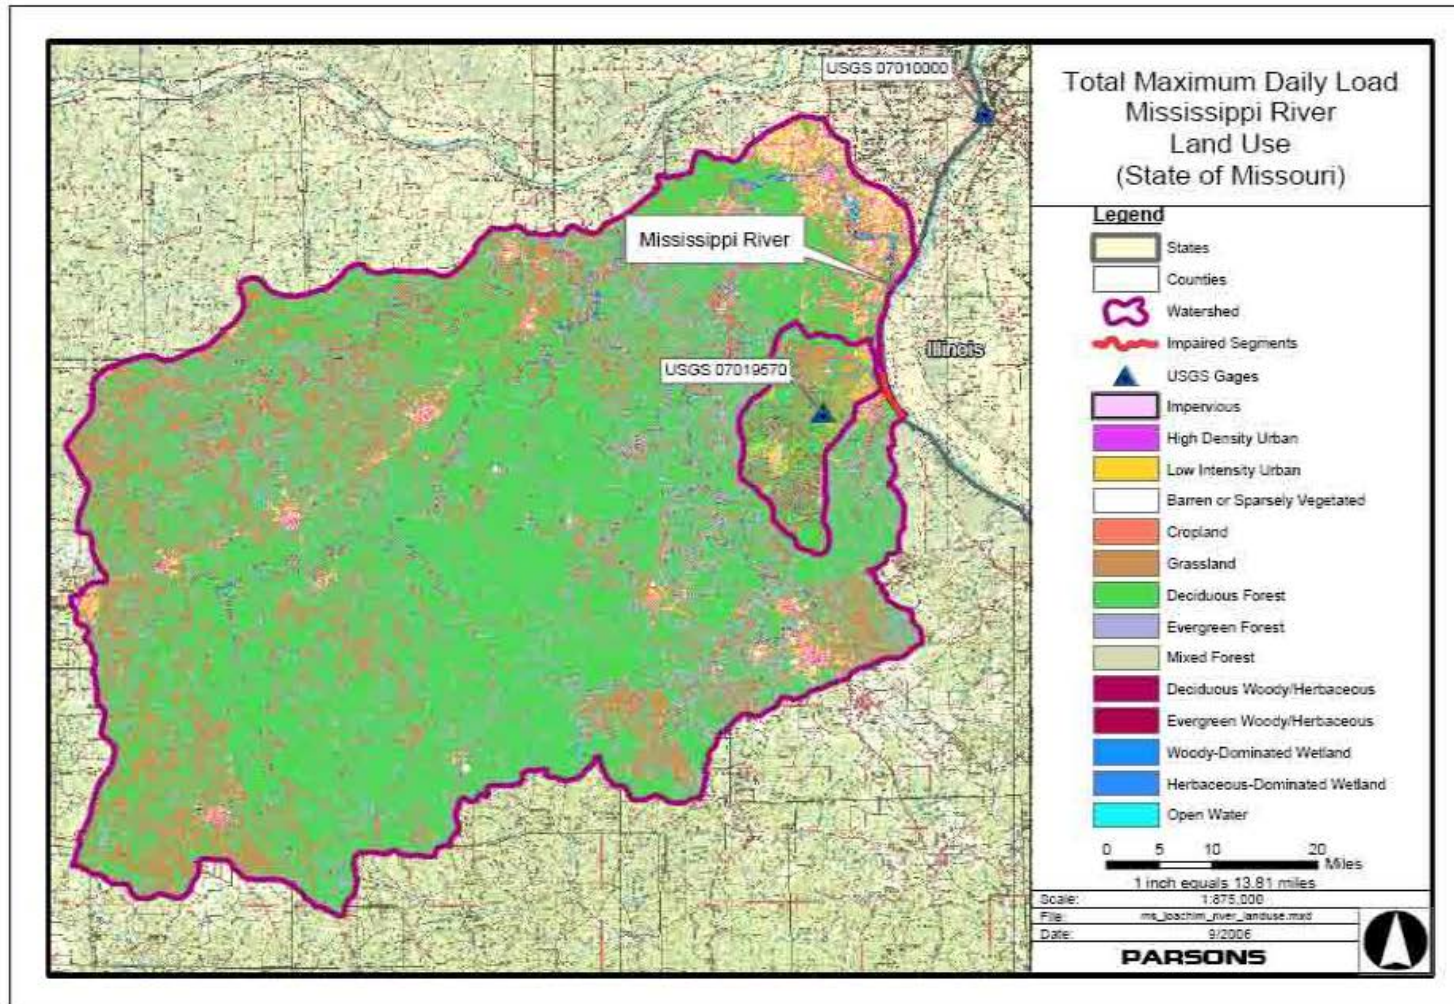 USGS 07010000
Mississippi River
Illinois
USGS 07019570
Total Maximum Daily Load
Mississippi River
Land Use
(State of Missouri)
Legend
States
Counties
Watershed
Impaired Segments
USGS Gages
Impervious
High Density Urban
Low Intensity Urban
Barren or Sparsely Vegetated
Cropland
Grassland
Deciduous Forest
Evergreen Forest
Mixed Forest
Deciduous Woody/Herbaceous
Evergreen Woody/Herbaceous
Woody-Dominated Wetland
Herbaceous-Dominated Wetland
Open Water
0 5 10 20
Miles
1 inch equals 13.81 miles
Scale: 1:875,000
File: ms_joachim_river_landuse.mxd
Date: 9/2006
PARSONS